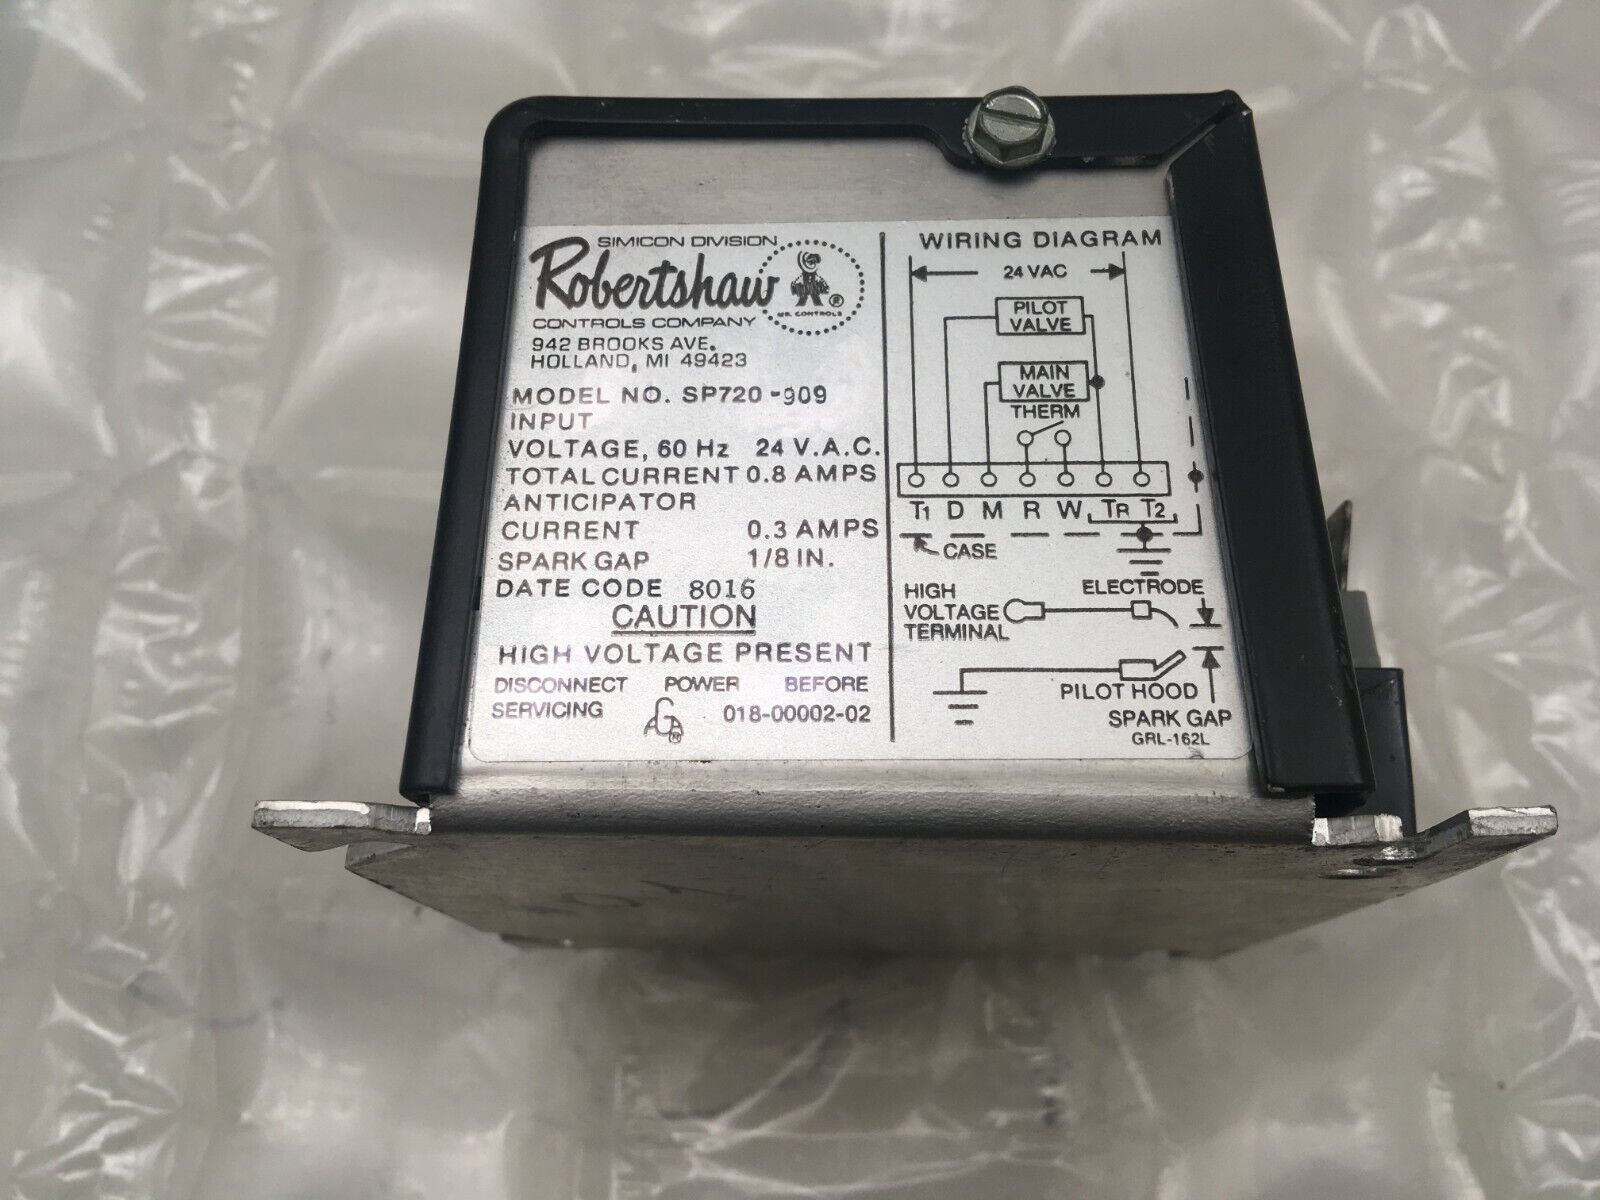 SIMICON DIVISION
Robertshaw
MR. CONTROLS ®
CONTROLS COMPANY
942 BROOKS AVE.
HOLLAND, MI 49423
MODEL NO. SP720-909
INPUT
VOLTAGE, 60 Hz 24 V.A.C.
TOTAL CURRENT 0.8 AMPS
ANTICIPATOR
CURRENT 0.3 AMPS
SPARK GAP 1/8 IN.
DATE CODE 8016
CAUTION
HIGH VOLTAGE PRESENT
DISCONNECT POWER BEFORE
SERVICING AGA 018-00002-02
WIRING DIAGRAM
24 VAC
PILOT
VALVE
MAIN
VALVE
THERM
T1 D M R W TR T2
CASE
HIGH
VOLTAGE
TERMINAL
ELECTRODE
PILOT HOOD
SPARK GAP
GRL-162L